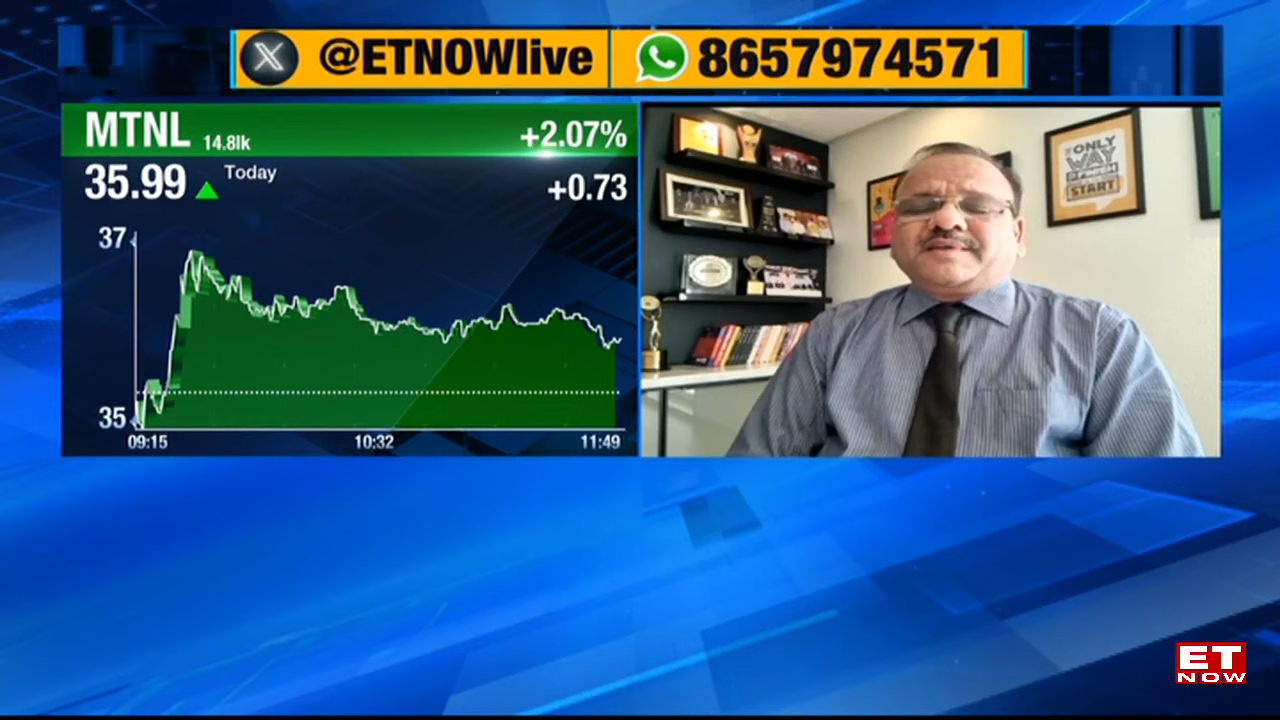 @ETNOWlive
8657974571
MTNL 14.8lk +2.07%
35.99 Today +0.73
37
35
09:15 10:32 11:49
ONLY
WAY
FINISH
START
ET
NOW